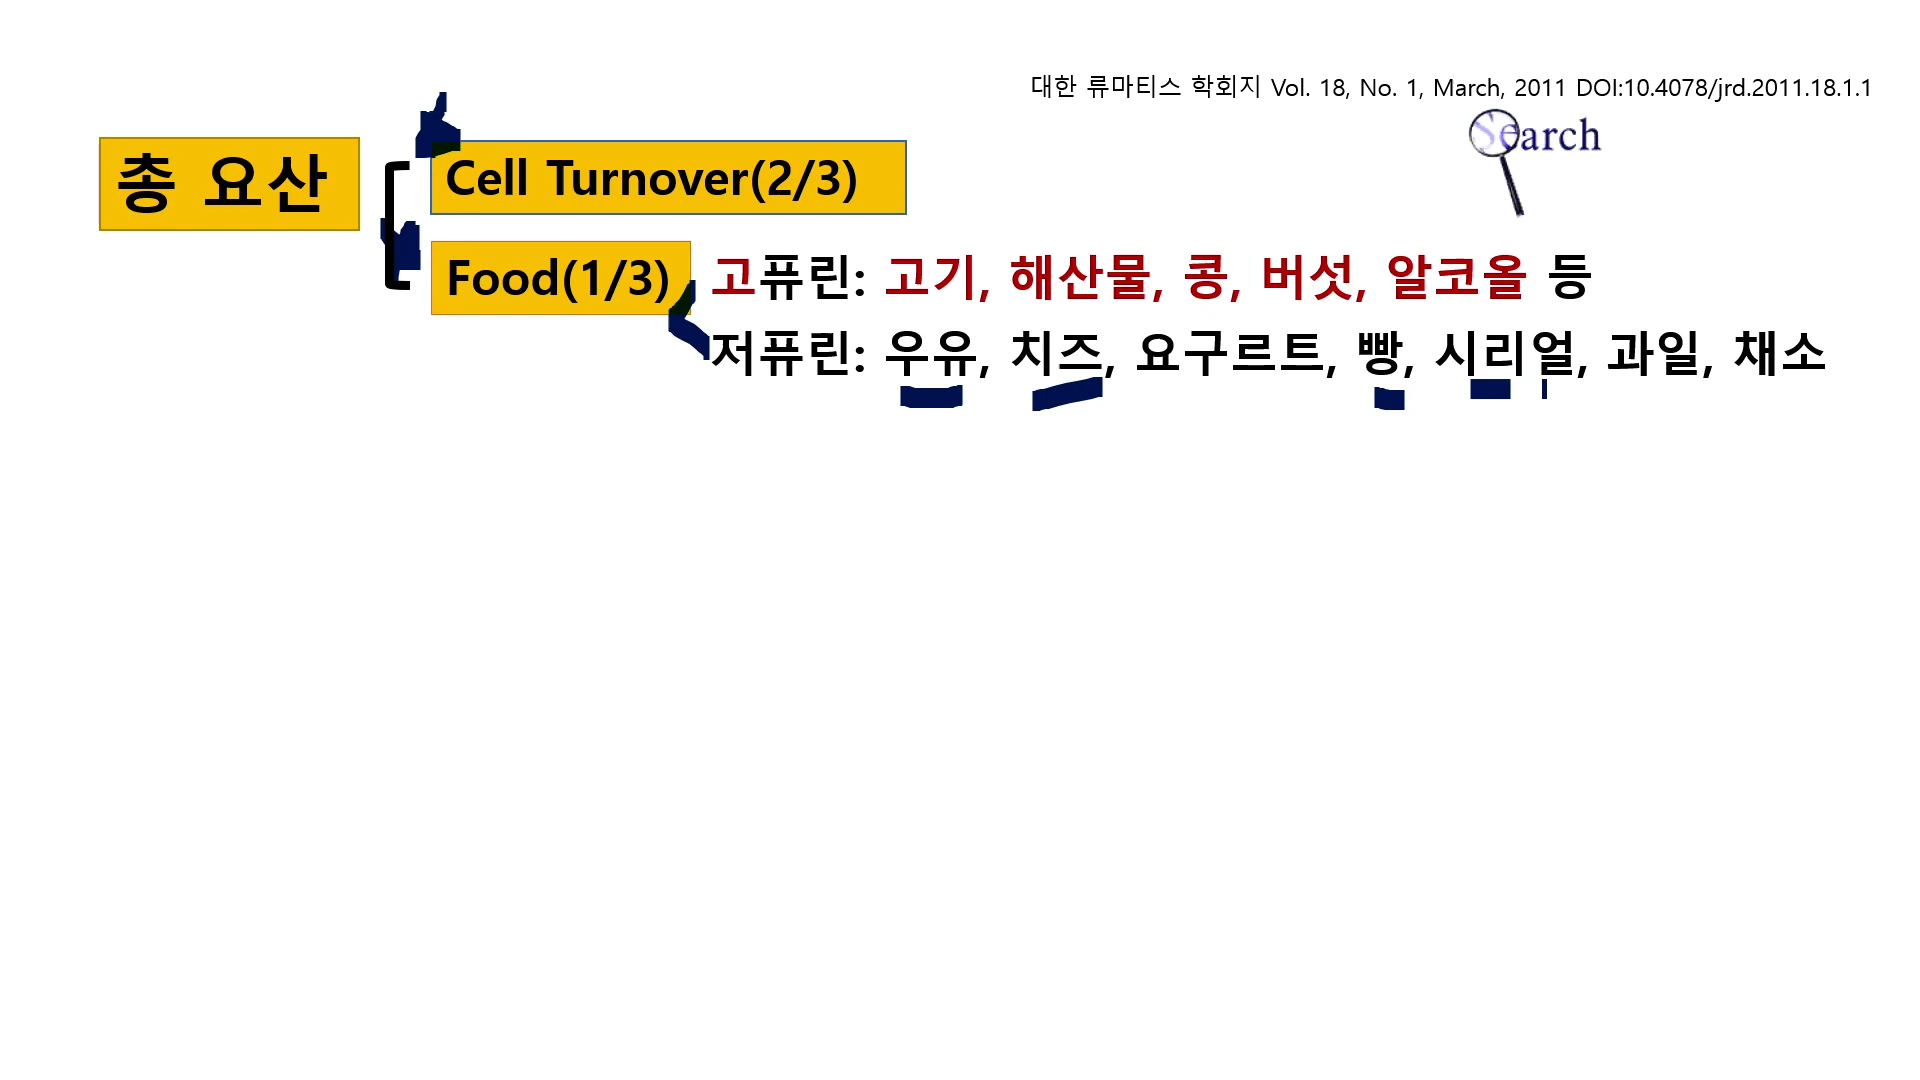 대한 류마티스 학회지 Vol. 18, No. 1, March, 2011 DOI:10.4078/jrd.2011.18.1.1
Search
총 요산
Cell Turnover(2/3)
Food(1/3)
고퓨린: 고기, 해산물, 콩, 버섯, 알코올 등
저퓨린: 우유, 치즈, 요구르트, 빵, 시리얼, 과일, 채소